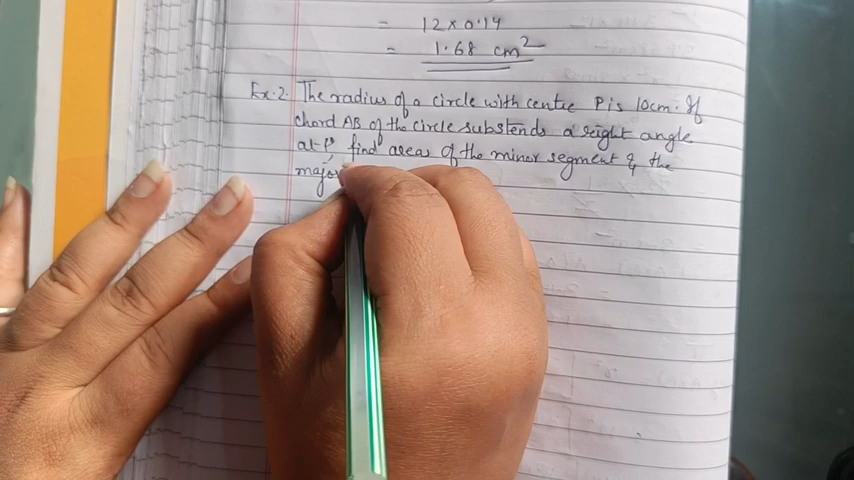 = 12 × 0.14
= 1.68 cm²
Ex. 2. The radius of a circle with centre P is 10cm. If
chord AB of the circle substends a right angle
at P, find areas of the minor segment & the
major